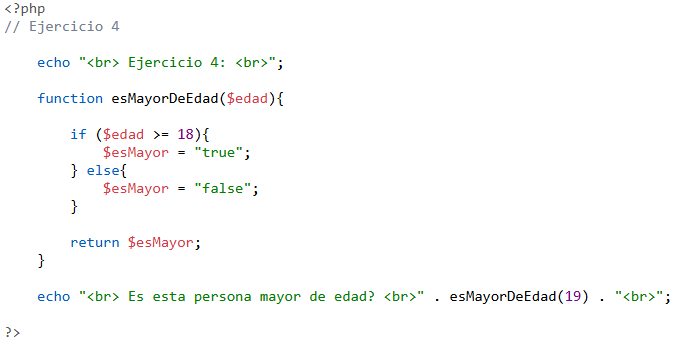 <?php
// Ejercicio 4
echo "<br> Ejercicio 4: <br>";
function esMayorDeEdad($edad){
if ($edad >= 18){
$esMayor = "true";
} else{
$esMayor = "false";
}
return $esMayor;
}
echo "<br> Es esta persona mayor de edad? <br>" . esMayorDeEdad(19) . "<br>";
?>